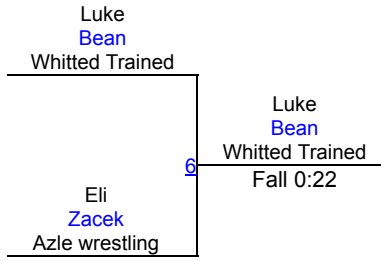 Luke
Bean
Whitted Trained
Luke
Bean
Whitted Trained
6
Fall 0:22
Eli
Zacek
Azle wrestling